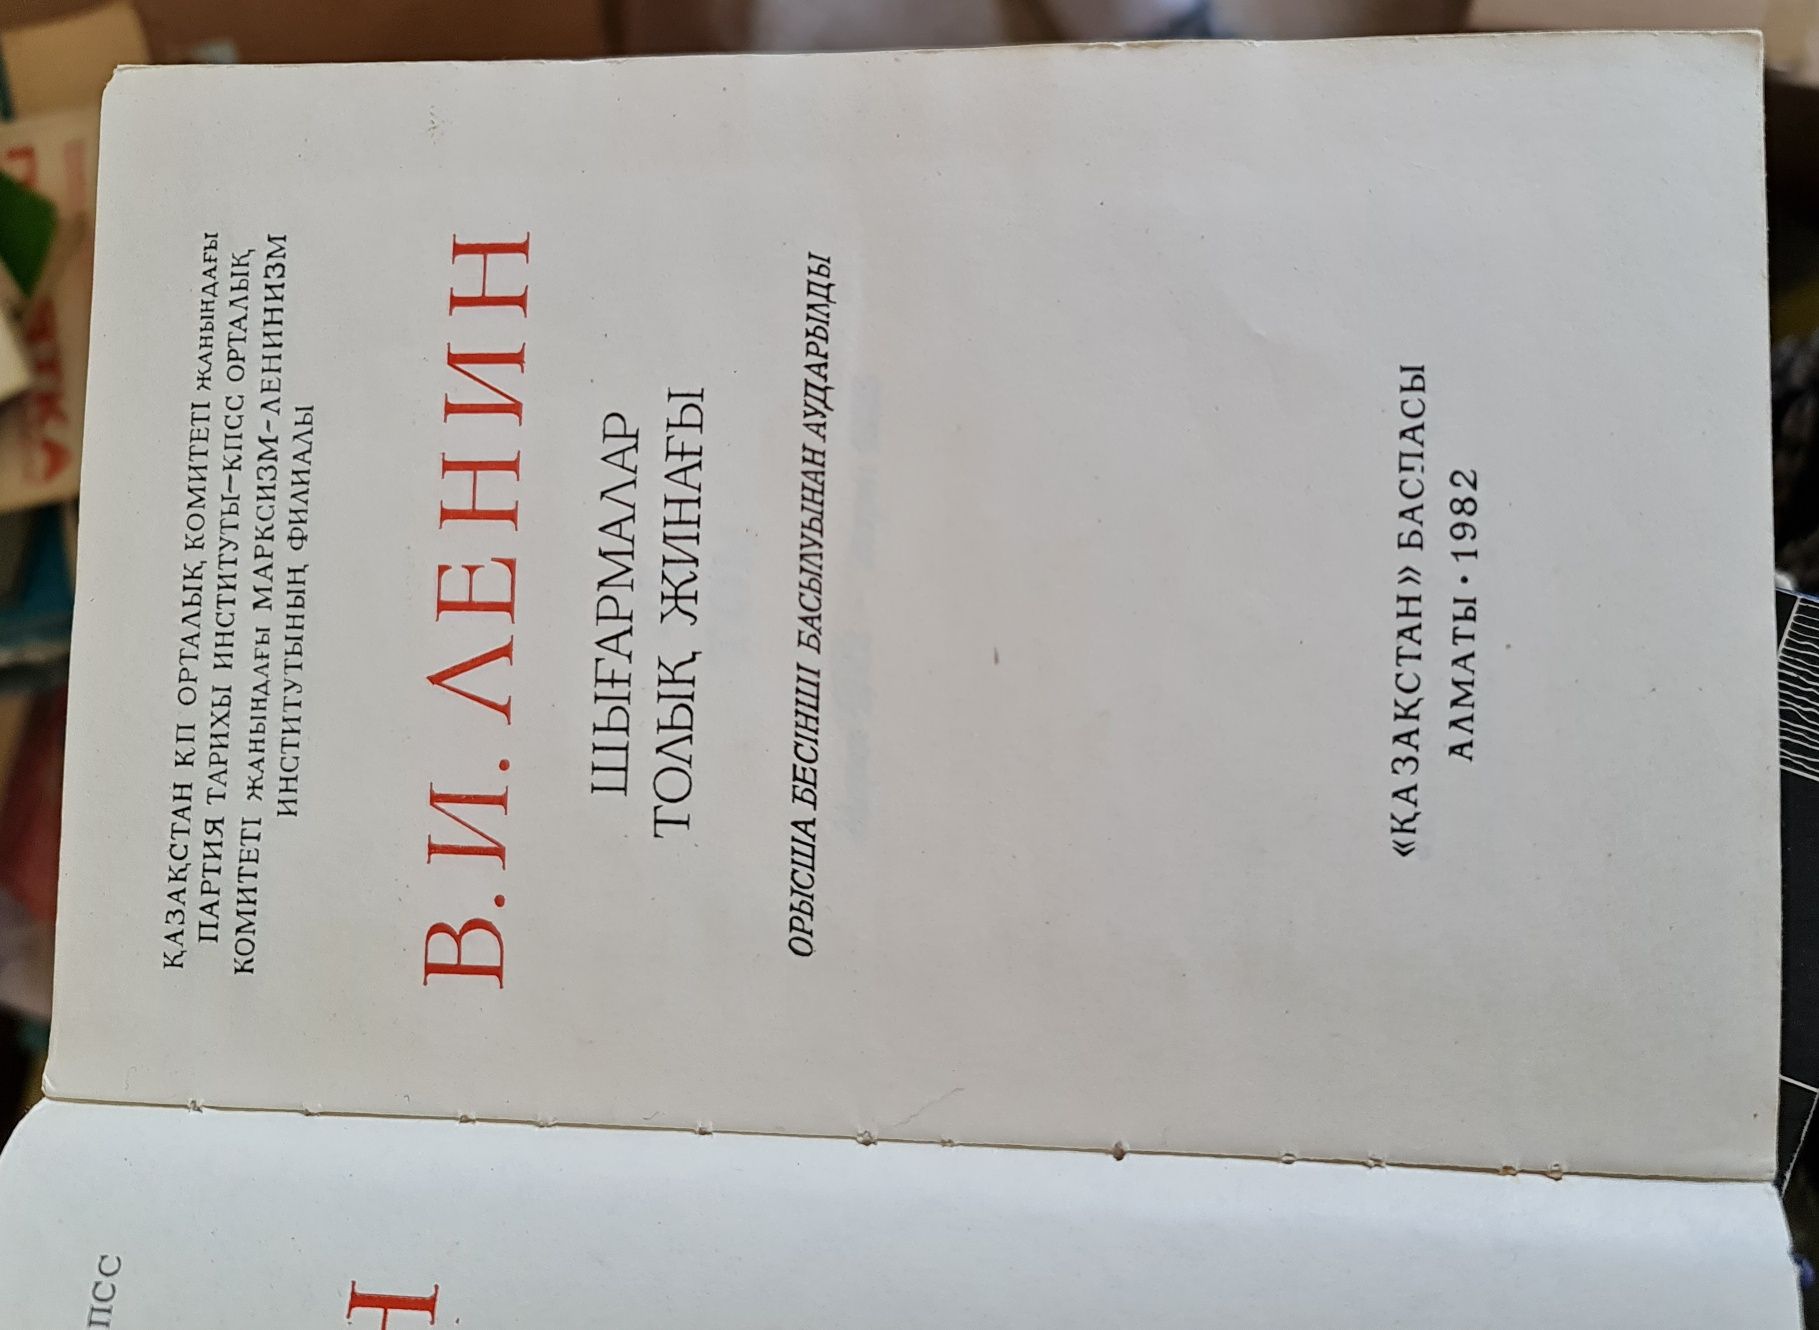 ҚАЗАҚСТАН КП ОРТАЛЫҚ КОМИТЕТІ ЖАНЫНДАҒЫ
ПАРТИЯ ТАРИХЫ ИНСТИТУТЫ–КПСС ОРТАЛЫҚ
КОМИТЕТІ ЖАНЫНДАҒЫ МАРКСИЗМ–ЛЕНИНИЗМ
ИНСТИТУТЫНЫҢ ФИЛИАЛЫ
В. И. ЛЕНИН
ШЫҒАРМАЛАР
ТОЛЫҚ ЖИНАҒЫ
ОРЫСША БЕСІНШІ БАСЫЛУЫНАН АУДАРЫЛДЫ
«ҚАЗАҚСТАН» БАСПАСЫ
АЛМАТЫ · 1982
ПСС
Н